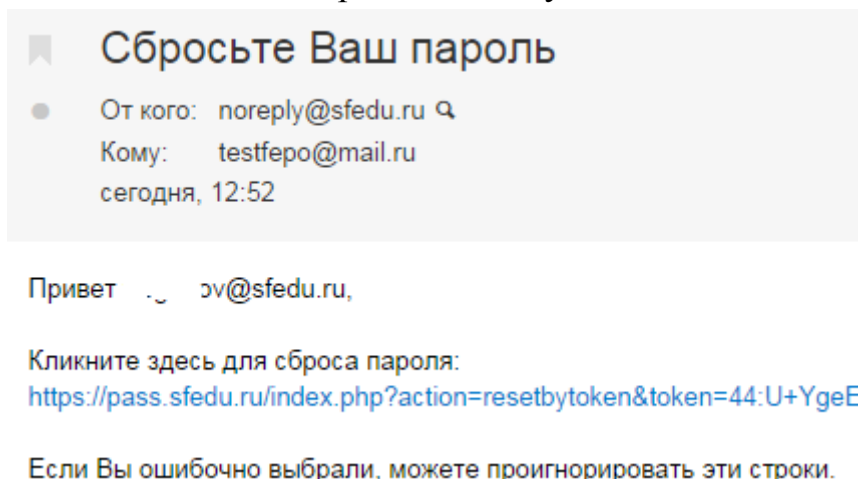 Сбросьте Ваш пароль
От кого: noreply@sfedu.ru
Кому: testfepo@mail.ru
сегодня, 12:52
Привет ov@sfedu.ru,
Кликните здесь для сброса пароля:
https://pass.sfedu.ru/index.php?action=resetbytoken&token=44:U+YgeE
Если Вы ошибочно выбрали, можете проигнорировать эти строки.